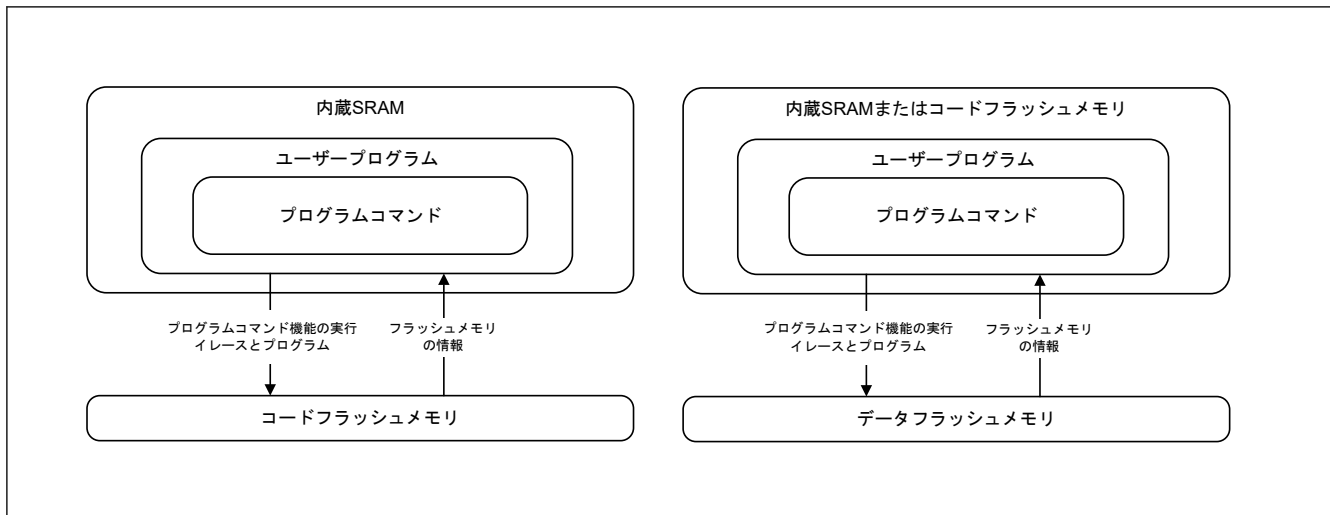 内蔵SRAM
ユーザープログラム
プログラムコマンド
プログラムコマンド機能の実行
イレースとプログラム
フラッシュメモリ
の情報
コードフラッシュメモリ
内蔵SRAMまたはコードフラッシュメモリ
ユーザープログラム
プログラムコマンド
プログラムコマンド機能の実行
イレースとプログラム
フラッシュメモリ
の情報
データフラッシュメモリ